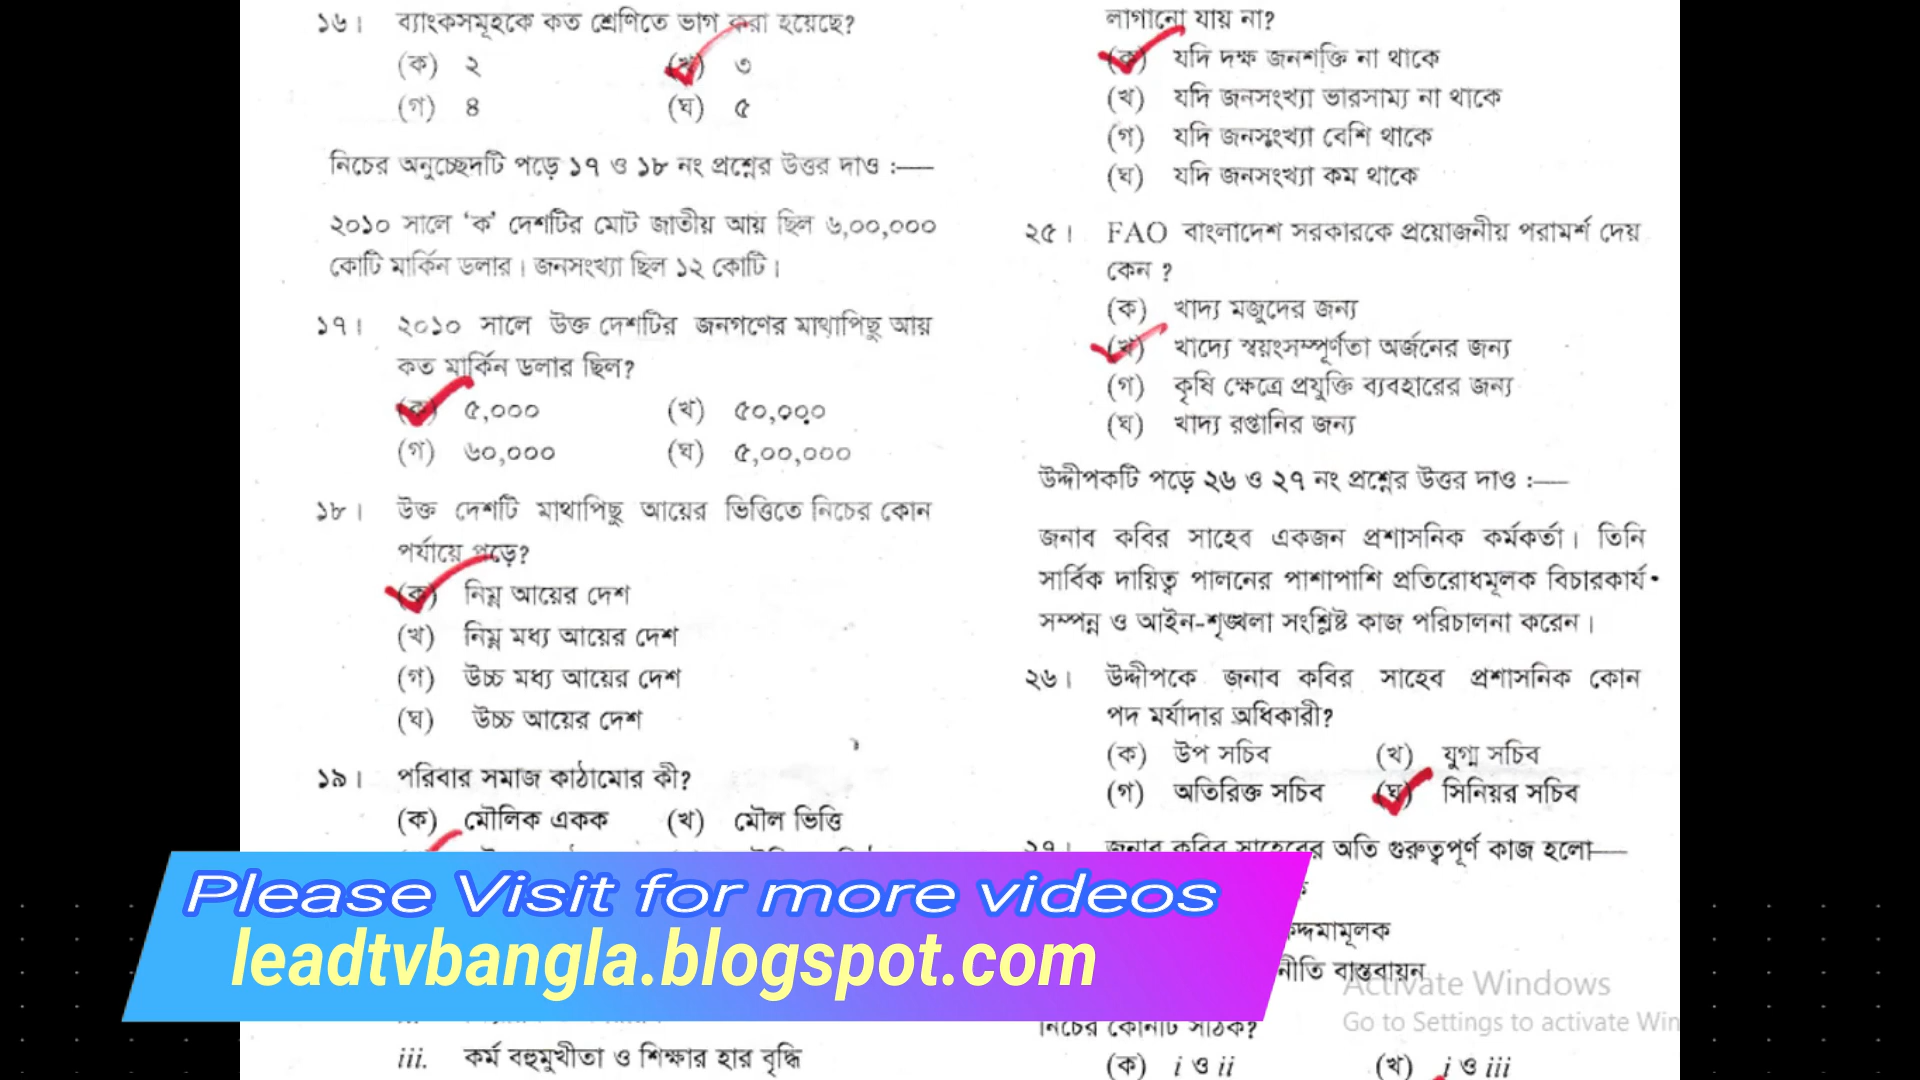 ১৬। ব্যাংকসমূহকে কত শ্রেণিতে ভাগ করা হয়েছে?
(ক) ২ (খ) ৩
(গ) ৪ (ঘ) ৫
নিচের অনুচ্ছেদটি পড়ে ১৭ ও ১৮ নং প্রশ্নের উত্তর দাও :—
২০১০ সালে ‘ক’ দেশটির মোট জাতীয় আয় ছিল ৬,০০,০০০
কোটি মার্কিন ডলার। জনসংখ্যা ছিল ১২ কোটি।
১৭। ২০১০ সালে উক্ত দেশটির জনগণের মাথাপিছু আয়
কত মার্কিন ডলার ছিল?
(ক) ৫,০০০ (খ) ৫০,০০০
(গ) ৬০,০০০ (ঘ) ৫,০০,০০০
১৮। উক্ত দেশটি মাথাপিছু আয়ের ভিত্তিতে নিচের কোন
পর্যায়ে পড়ে?
(ক) নিম্ন আয়ের দেশ
(খ) নিম্ন মধ্য আয়ের দেশ
(গ) উচ্চ মধ্য আয়ের দেশ
(ঘ) উচ্চ আয়ের দেশ
১৯। পরিবার সমাজ কাঠামোর কী?
(ক) মৌলিক একক (খ) মৌল ভিত্তি
iii. কর্ম বহুমুখীতা ও শিক্ষার হার বৃদ্ধি
লাগানো যায় না?
(ক) যদি দক্ষ জনশক্তি না থাকে
(খ) যদি জনসংখ্যা ভারসাম্য না থাকে
(গ) যদি জনসংখ্যা বেশি থাকে
(ঘ) যদি জনসংখ্যা কম থাকে
২৫। FAO বাংলাদেশ সরকারকে প্রয়োজনীয় পরামর্শ দেয়
কেন ?
(ক) খাদ্য মজুদের জন্য
(খ) খাদ্যে স্বয়ংসম্পূর্ণতা অর্জনের জন্য
(গ) কৃষি ক্ষেত্রে প্রযুক্তি ব্যবহারের জন্য
(ঘ) খাদ্য রপ্তানির জন্য
উদ্দীপকটি পড়ে ২৬ ও ২৭ নং প্রশ্নের উত্তর দাও :—
জনাব কবির সাহেব একজন প্রশাসনিক কর্মকর্তা। তিনি
সার্বিক দায়িত্ব পালনের পাশাপাশি প্রতিরোধমূলক বিচারকার্য
সম্পন্ন ও আইন-শৃঙ্খলা সংশ্লিষ্ট কাজ পরিচালনা করেন।
২৬। উদ্দীপকে জনাব কবির সাহেব প্রশাসনিক কোন
পদ মর্যাদার অধিকারী?
(ক) উপ সচিব (খ) যুগ্ম সচিব
(গ) অতিরিক্ত সচিব (ঘ) সিনিয়র সচিব
২৭। জনাব কবির সাহেবের অতি গুরুত্বপূর্ণ কাজ হলো—
নীতি বাস্তবায়ন
নিচের কোনটি সঠিক?
(ক) i ও ii (খ) i ও iii
Please Visit for more videos
leadtvbangla.blogspot.com
Activate Windows
Go to Settings to activate Win